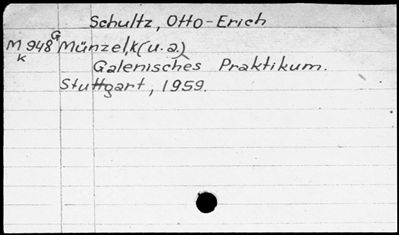 Schultz, Otto-Erich
G
M 948 Münzel, K (u.a.)
k
Galenisches Praktikum.
Stuttgart, 1959.